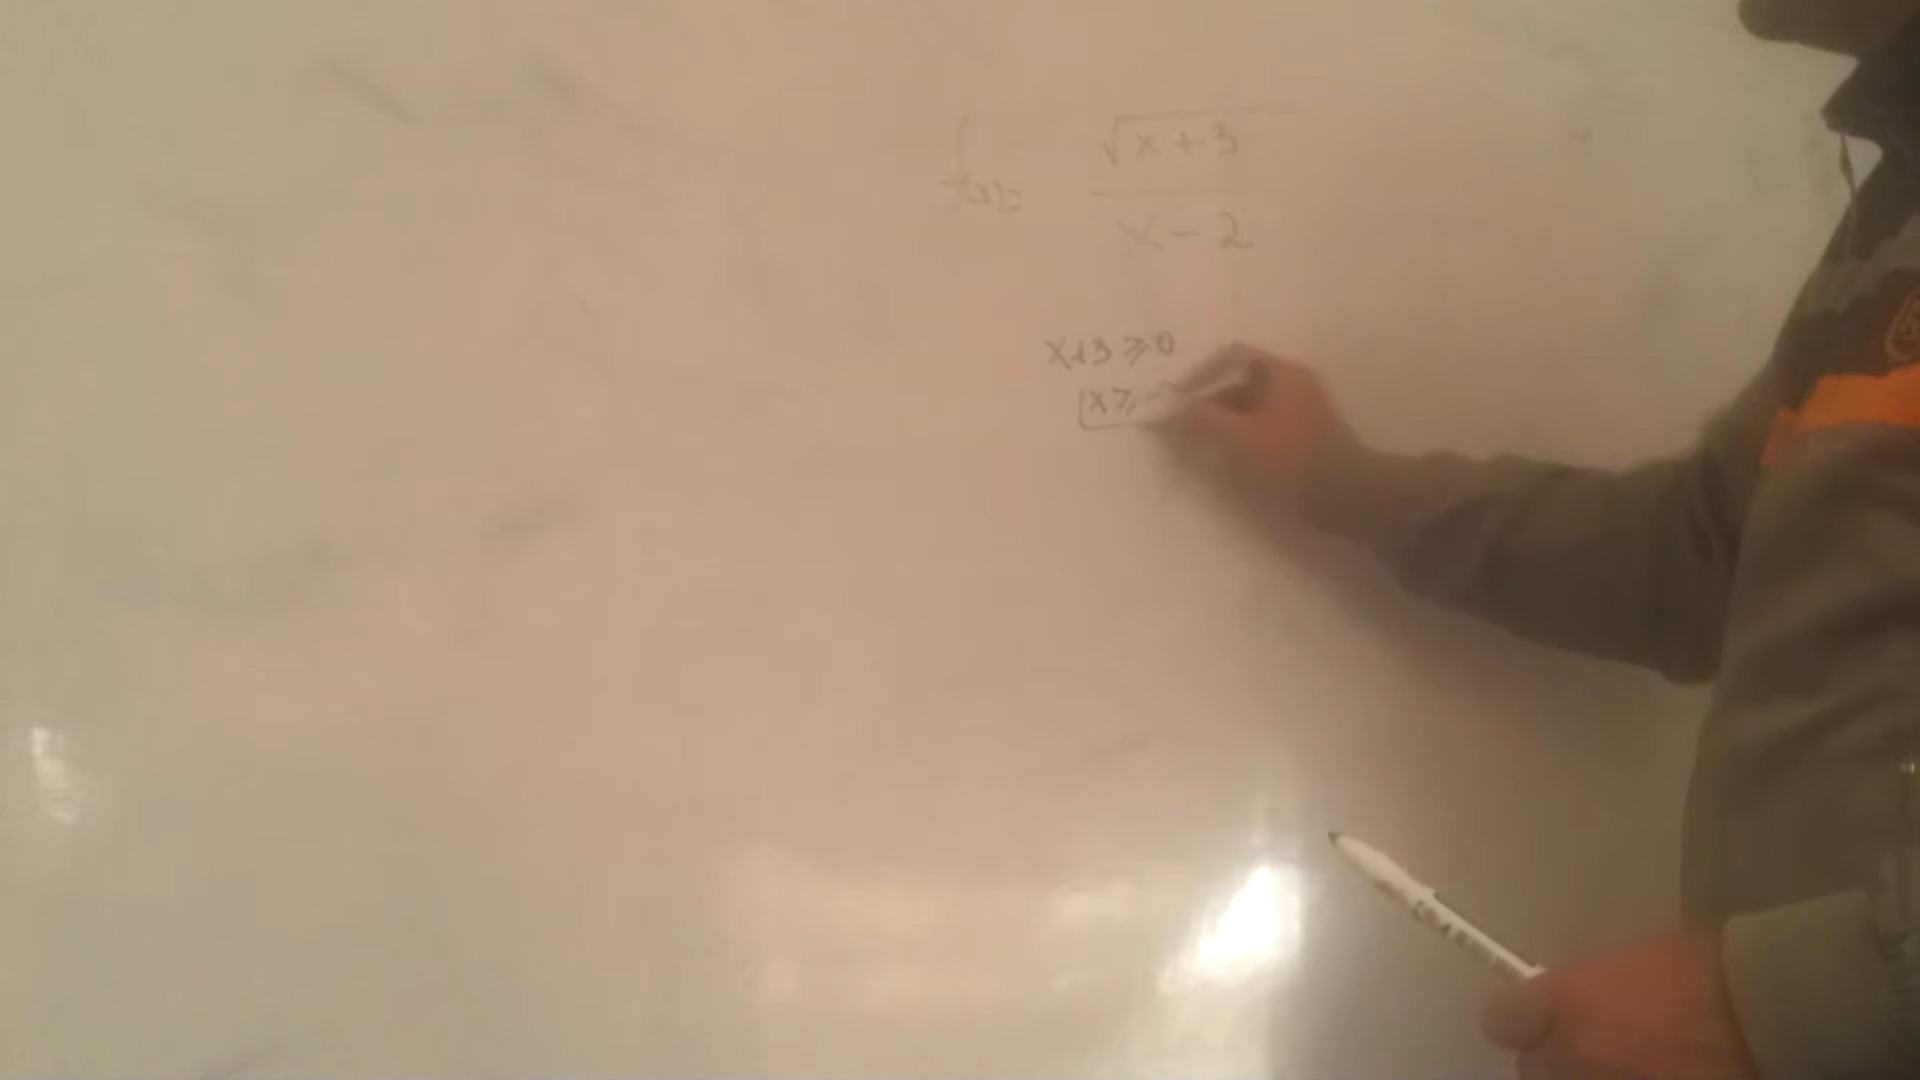 f(x)= √x+3
x-2
x+3≥0
x≥-